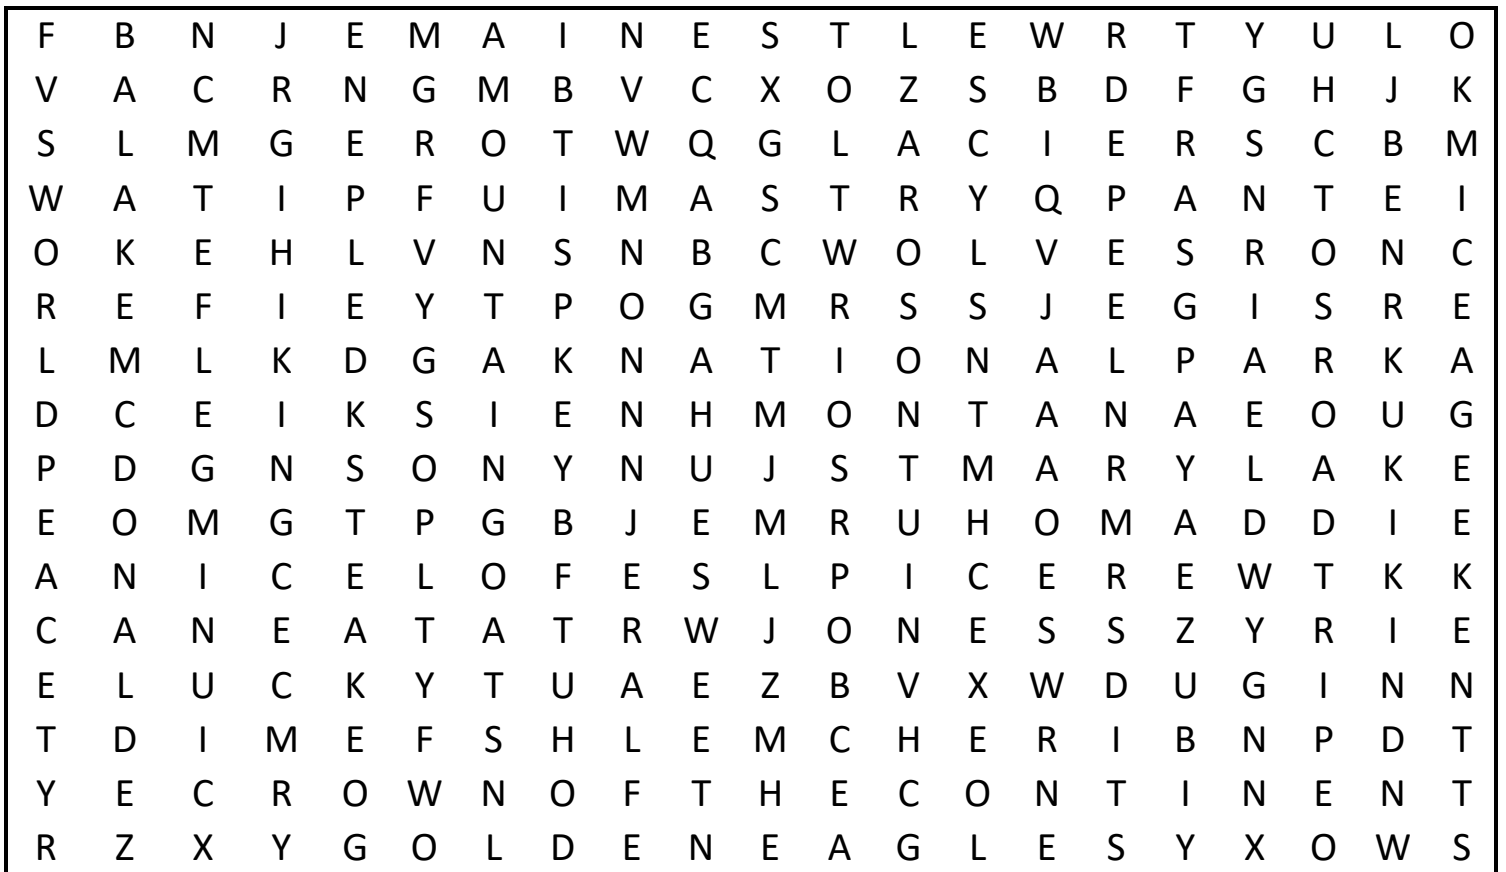 F B N J E M A I N E S T L E W R T Y U L O
V A C R N G M B V C X O Z S B D F G H J K
S L M G E R O T W Q G L A C I E R S C B M
W A T I P F U I M A S T R Y Q P A N T E I
O K E H L V N S N B C W O L V E S R O N C
R E F I E Y T P O G M R S S J E G I S R E
L M L K D G A K N A T I O N A L P A R K A
D C E I K S I E N H M O N T A N A E O U G
P D G N S O N Y N U J S T M A R Y L A K E
E O M G T P G B J E M R U H O M A D D I E
A N I C E L O F E S L P I C E R E W T K K
C A N E A T A T R W J O N E S S Z Y R I E
E L U C K Y T U A E Z B V X W D U G I N N
T D I M E F S H L E M C H E R I B N P D T
Y E C R O W N O F T H E C O N T I N E N T
R Z X Y G O L D E N E A G L E S Y X O W S